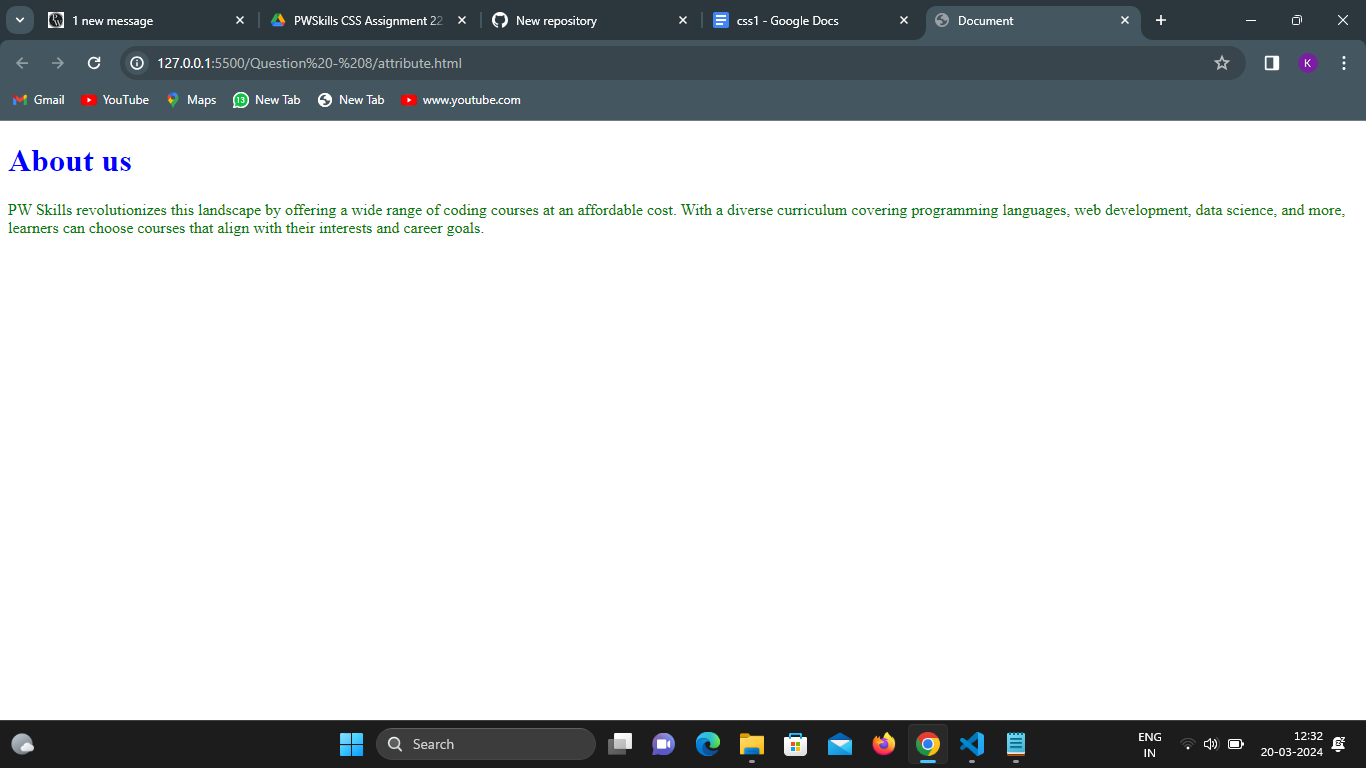 1 new message
PWSkills CSS Assignment 22
New repository
css1 - Google Docs
Document
127.0.0.1:5500/Question%20-%208/attribute.html
K
Gmail
YouTube
Maps
13
New Tab
New Tab
www.youtube.com
About us
PW Skills revolutionizes this landscape by offering a wide range of coding courses at an affordable cost. With a diverse curriculum covering programming languages, web development, data science, and more,
learners can choose courses that align with their interests and career goals.
Search
ENG
IN
12:32
20-03-2024